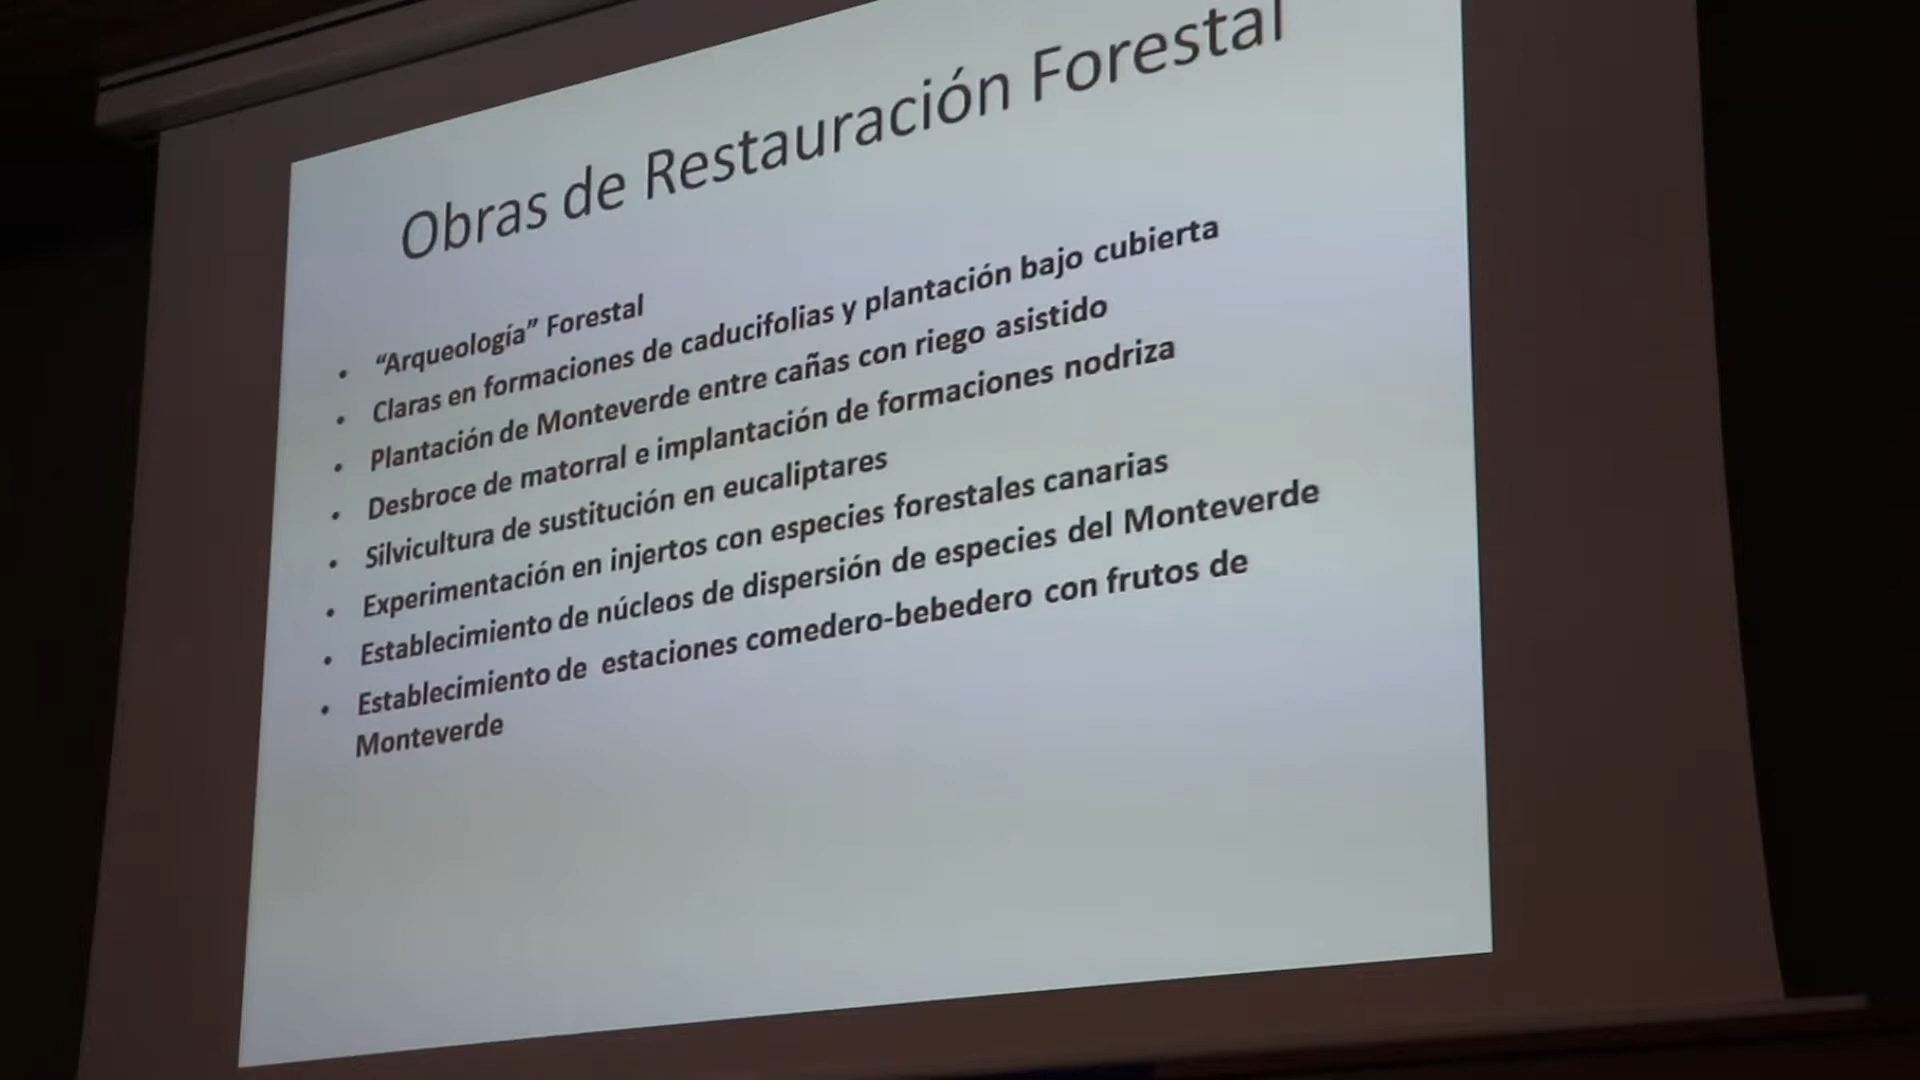 Obras de Restauración Forestal
• “Arqueología” Forestal
• Claras en formaciones de caducifolias y plantación bajo cubierta
• Plantación de Monteverde entre cañas con riego asistido
• Desbroce de matorral e implantación de formaciones nodriza
• Silvicultura de sustitución en eucaliptares
• Experimentación en injertos con especies forestales canarias
• Establecimiento de núcleos de dispersión de especies del Monteverde
• Establecimiento de estaciones comedero-bebedero con frutos de
Monteverde